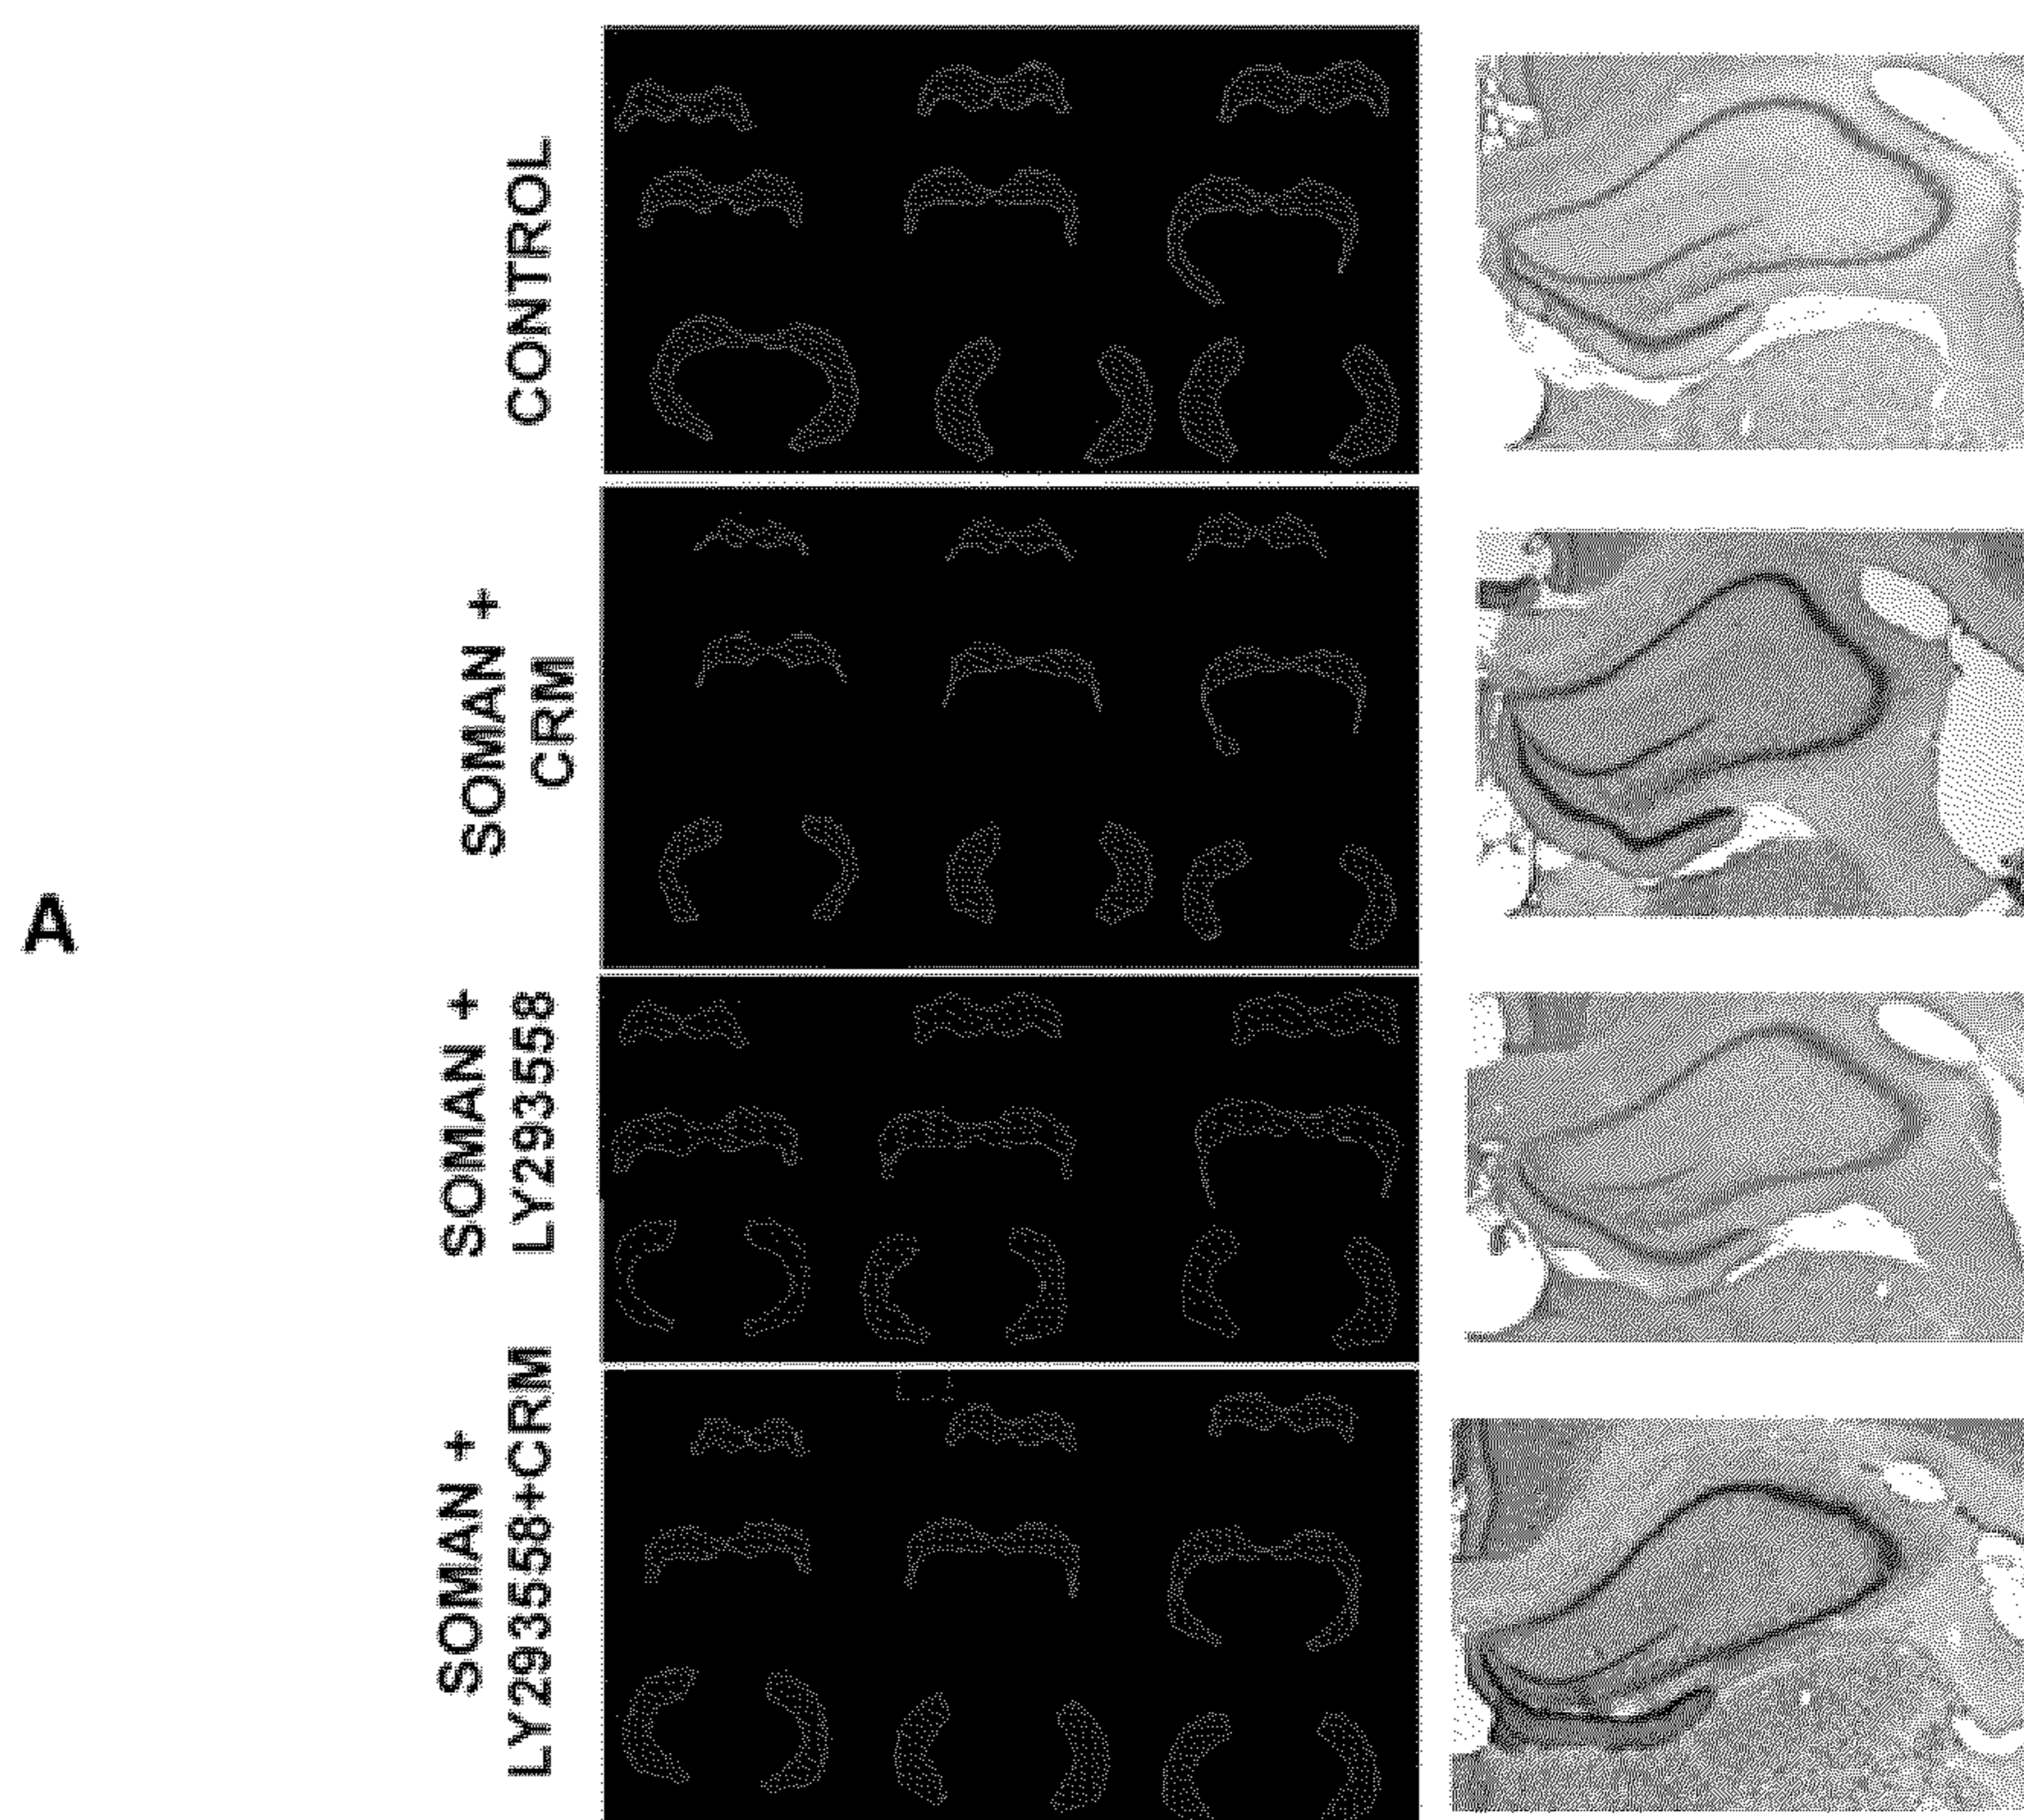 CONTROL
SOMAN +
CRM
A
SOMAN +
LY293558
SOMAN +
LY293558+CRM